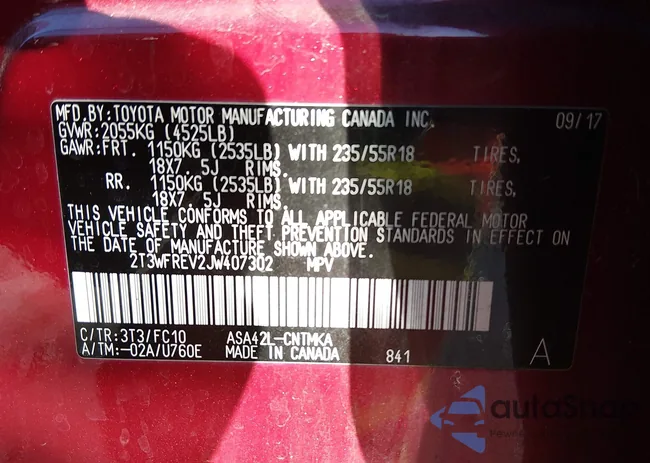 MFD.BY:TOYOTA MOTOR MANUFACTURING CANADA INC. 09/17
GVWR:2055KG (4525LB)
GAWR:FRT. 1150KG (2535LB) WITH 235/55R18 TIRES,
18X7.5J RIMS.
RR. 1150KG (2535LB) WITH 235/55R18 TIRES,
18X7.5J RIMS.
THIS VEHICLE CONFORMS TO ALL APPLICABLE FEDERAL MOTOR
VEHICLE SAFETY AND THEFT PREVENTION STANDARDS IN EFFECT ON
THE DATE OF MANUFACTURE SHOWN ABOVE.
2T3WFREV2JW407302 MPV
C/TR:3T3/FC10 ASA42L-CNTMKA
A/TM:-02A/U760E MADE IN CANADA 841 A